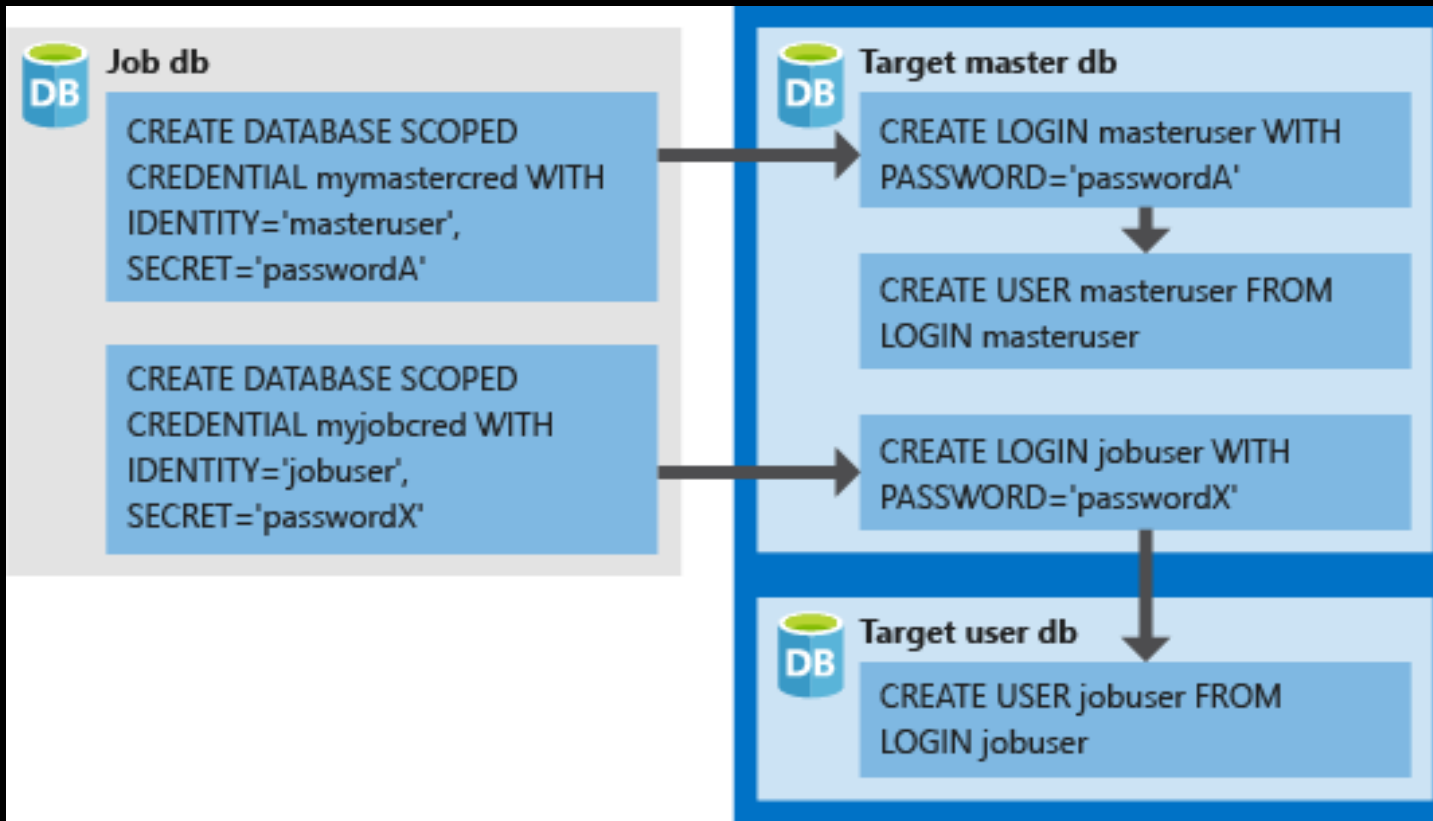 DB
Job db
CREATE DATABASE SCOPED
CREDENTIAL mymastercred WITH
IDENTITY='masteruser',
SECRET='passwordA'
CREATE DATABASE SCOPED
CREDENTIAL myjobcred WITH
IDENTITY='jobuser',
SECRET='passwordX'
DB
Target master db
CREATE LOGIN masteruser WITH
PASSWORD='passwordA'
CREATE USER masteruser FROM
LOGIN masteruser
CREATE LOGIN jobuser WITH
PASSWORD='passwordX'
DB
Target user db
CREATE USER jobuser FROM
LOGIN jobuser